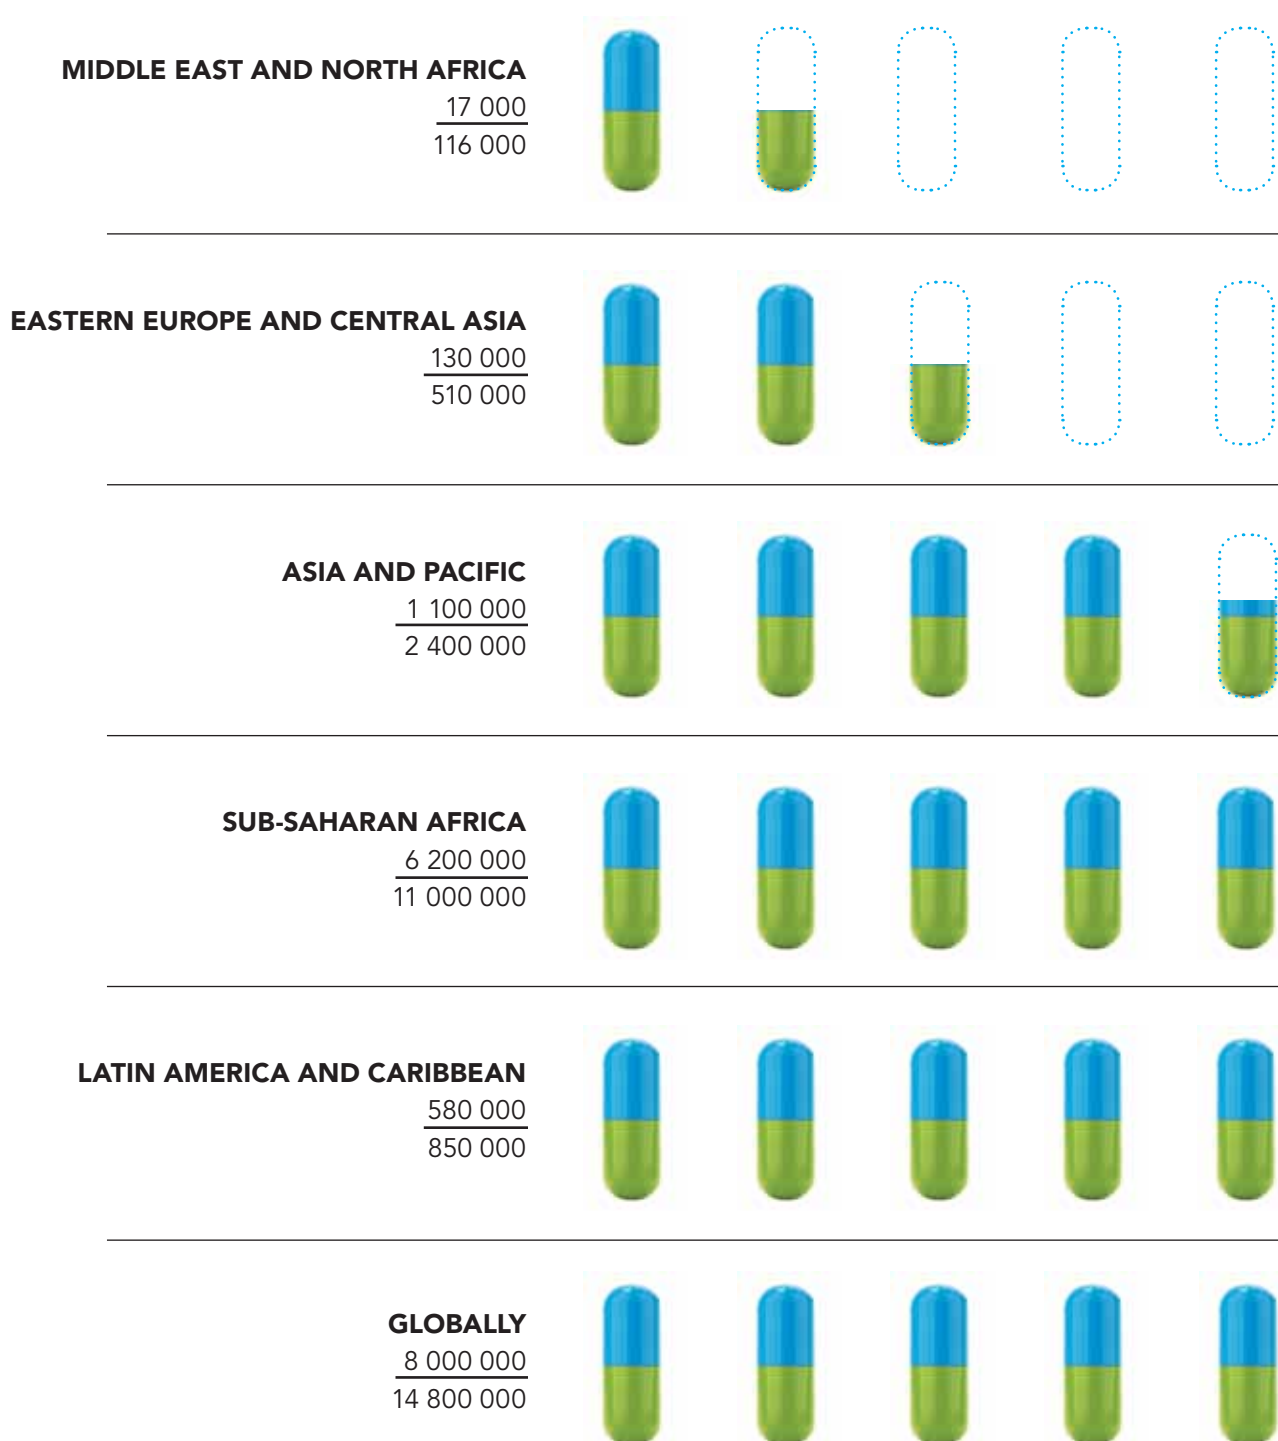 MIDDLE EAST AND NORTH AFRICA
17 000
116 000
EASTERN EUROPE AND CENTRAL ASIA
130 000
510 000
ASIA AND PACIFIC
1 100 000
2 400 000
SUB-SAHARAN AFRICA
6 200 000
11 000 000
LATIN AMERICA AND CARIBBEAN
580 000
850 000
GLOBALLY
8 000 000
14 800 000